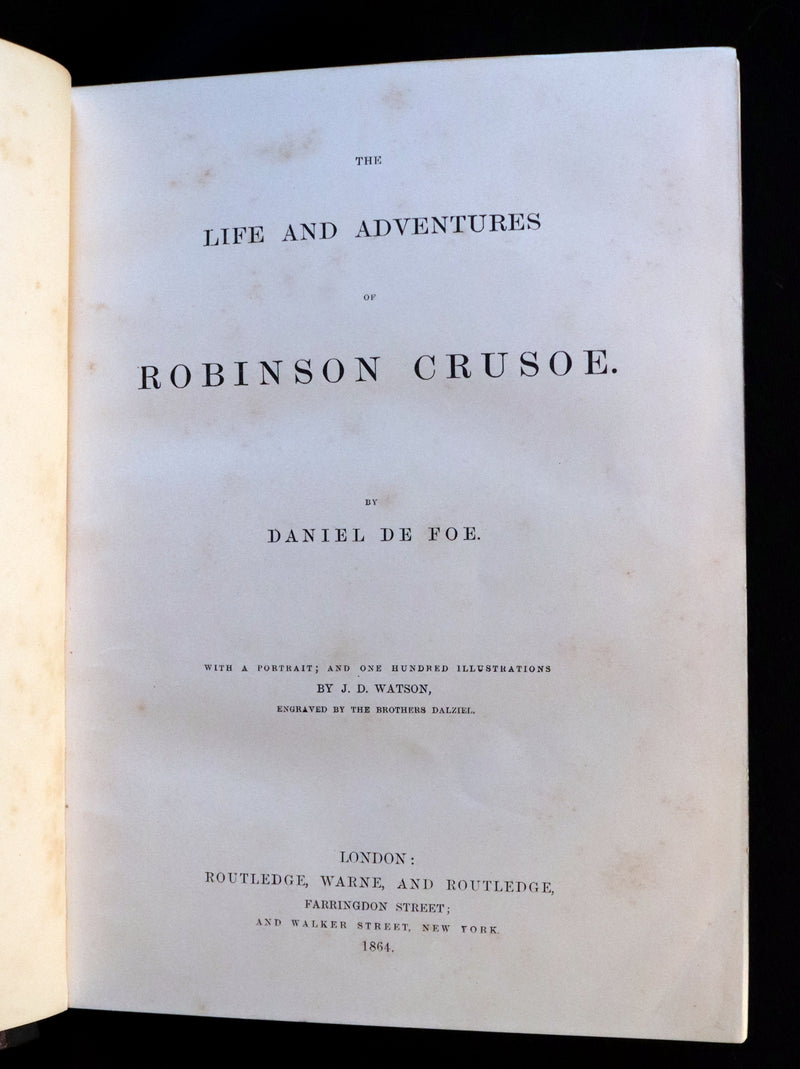 THE
LIFE AND ADVENTURES
OF
ROBINSON CRUSOE.
BY
DANIEL DE FOE.
WITH A PORTRAIT; AND ONE HUNDRED ILLUSTRATIONS
BY J. D. WATSON,
ENGRAVED BY THE BROTHERS DALZIEL.
LONDON:
ROUTLEDGE, WARNE, AND ROUTLEDGE,
FARRINGDON STREET;
AND WALKER STREET, NEW YORK.
1864.